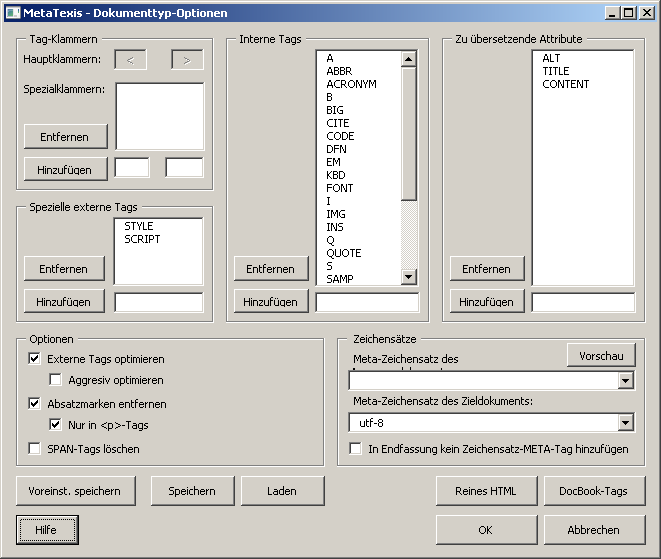 MetaTexis - Dokumenttyp-Optionen
Tag-Klammern
Hauptklammern:
<
>
Spezialklammern:
Entfernen
Hinzufügen
Spezielle externe Tags
STYLE
SCRIPT
Entfernen
Hinzufügen
Interne Tags
A
ABBR
ACRONYM
B
BIG
CITE
CODE
DFN
EM
KBD
FONT
I
IMG
INS
Q
QUOTE
S
SAMP
Entfernen
Hinzufügen
Zu übersetzende Attribute
ALT
TITLE
CONTENT
Entfernen
Hinzufügen
Optionen
Externe Tags optimieren
Aggresiv optimieren
Absatzmarken entfernen
Nur in <p>-Tags
SPAN-Tags löschen
Zeichensätze
Vorschau
Meta-Zeichensatz des
Meta-Zeichensatz des Zieldokuments:
utf-8
In Endfassung kein Zeichensatz-META-Tag hinzufügen
Voreinst. speichern
Speichern
Laden
Reines HTML
DocBook-Tags
Hilfe
OK
Abbrechen